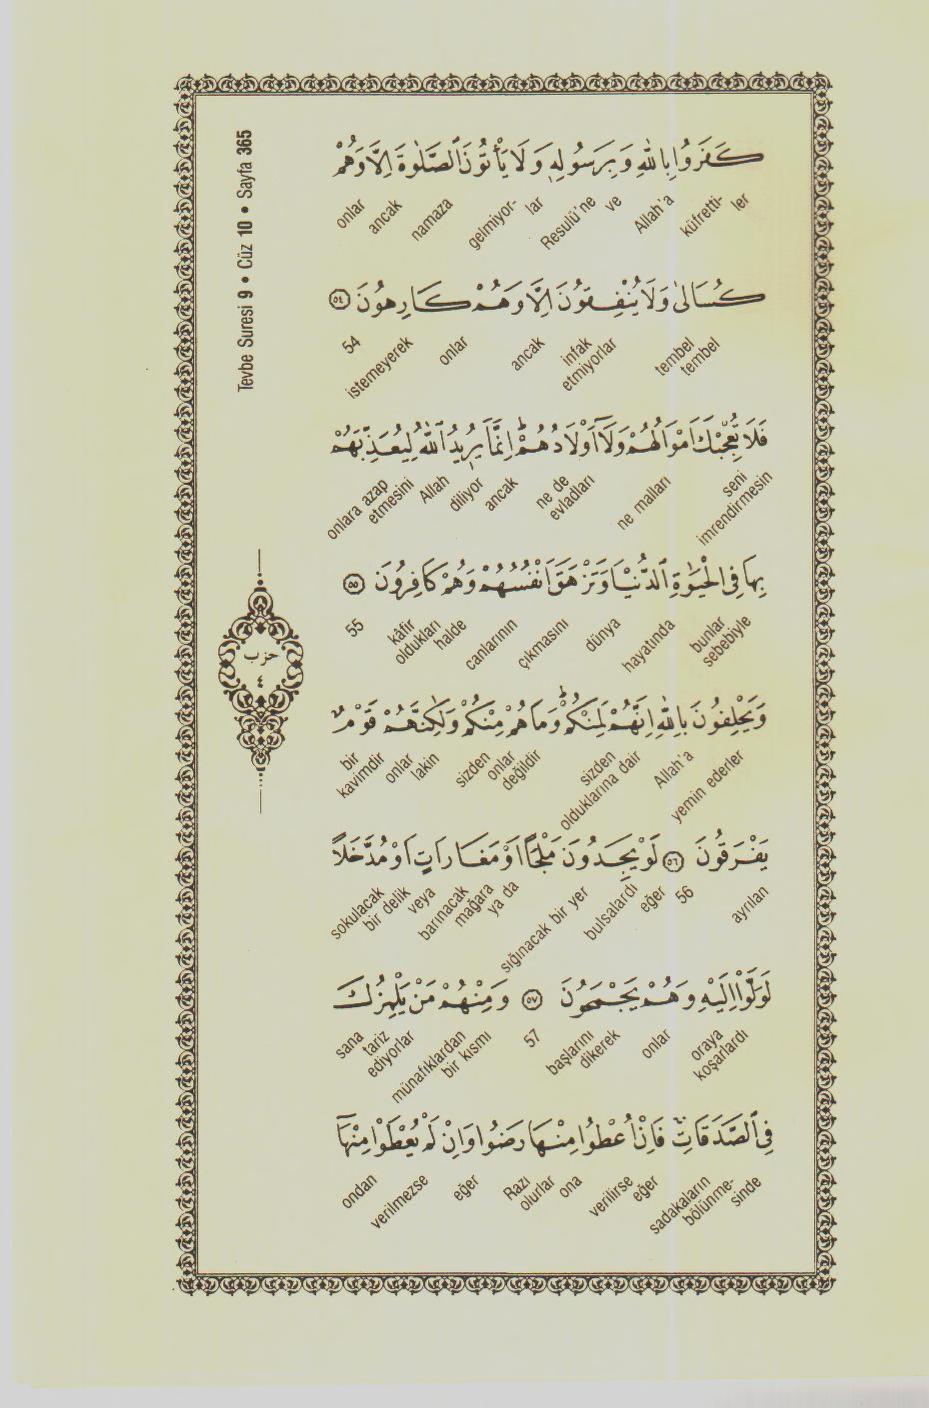 Tevbe Suresi 9 • Cüz 10 • Sayfa 365
كَفَرُوا بِاللّٰهِ وَبِرَسُولِهٖ وَلَا يَأْتُونَ الصَّلٰوةَ اِلَّا وَهُمْ
küfretti- ler Allah'a ve Resulü'ne gelmiyor- lar namaza ancak onlar
كُسَالٰى وَلَا يُنْفِقُونَ اِلَّا وَهُمْ كَارِهُونَ ٥٤
tembel tembel infak etmiyorlar ancak onlar istemeyerek 54
فَلَا تُعْجِبْكَ اَمْوَالُهُمْ وَلَا اَوْلَادُهُمْ ط اِنَّمَا يُرٖيدُ اللّٰهُ لِيُعَذِّبَهُمْ
seni imrendirmesin ne malları ne de evladları ancak diliyor Allah onlara azap etmesini
بِهَا فِى الْحَيٰوةِ الدُّنْيَا وَتَزْهَقَ اَنْفُسُهُمْ وَهُمْ كَافِرُونَ ٥٥
bunlar sebebiyle hayatında dünya çıkmasını canlarının kâfir oldukları halde 55
حزب
٤
وَيَحْلِفُونَ بِاللّٰهِ اِنَّهُمْ لَمِنْكُمْ ط وَمَا هُمْ مِنْكُمْ وَلٰكِنَّهُمْ قَوْمٌ
yemin ederler Allah'a sizden olduklarına dair onlar değildir sizden lakin onlar bir kavimdir
يَفْرَقُونَ ٥٦ لَوْ يَجِدُونَ مَلْجَـًٔا اَوْ مَغَارَاتٍ اَوْ مُدَّخَلًا
ayrılan 56 eğer bulsalardı sığınacak bir yer ya da barınacak mağara veya sokulacak bir delik
لَوَلَّوْا اِلَيْهِ وَهُمْ يَجْمَحُونَ ٥٧ وَمِنْهُمْ مَنْ يَلْمِزُكَ
oraya koşarlardı onlar başlarını dikerek 57 münafıklardan bir kısmı tariz ediyorlar sana
فِى الصَّدَقَاتِ ج فَاِنْ اُعْطُوا مِنْهَا رَضُوا وَاِنْ لَمْ يُعْطَوْا مِنْهَا
sadakaların bölünme- sinde eğer verilirse ona Razı olurlar eğer verilmezse ondan